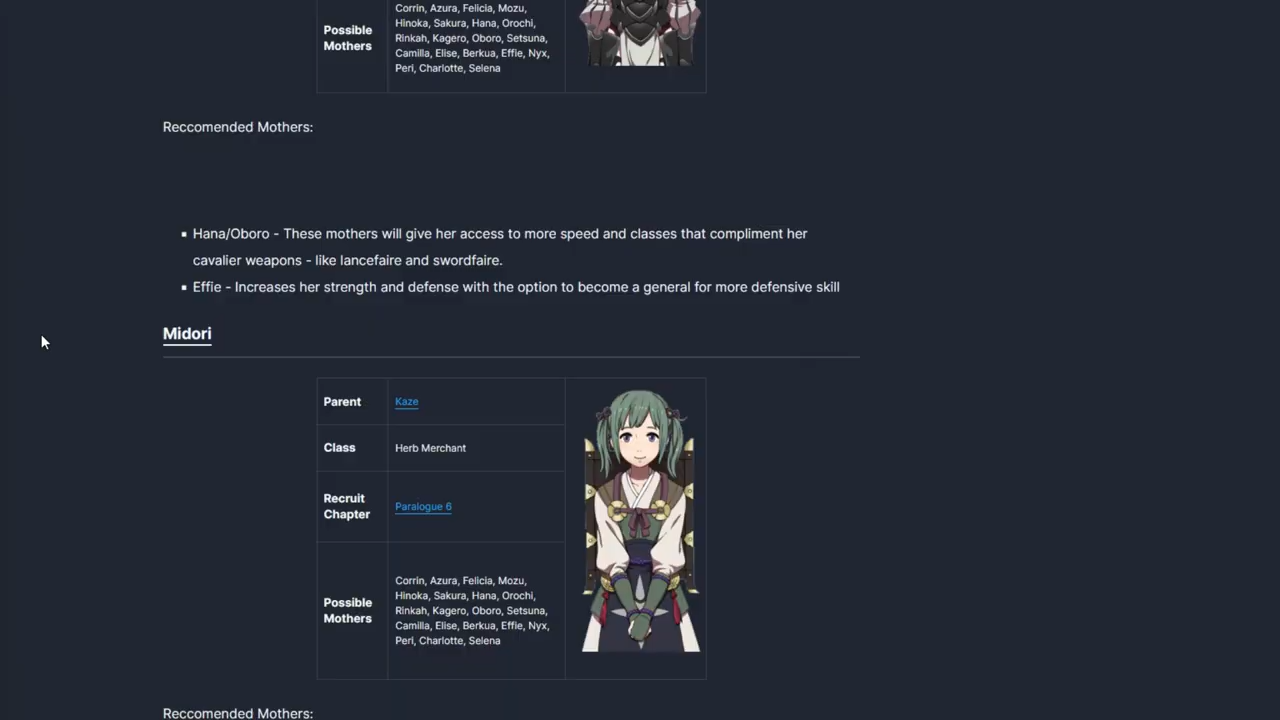 Corrin, Azura, Felicia, Mozu,
Hinoka, Sakura, Hana, Orochi,
Possible
Mothers
Rinkah, Kagero, Oboro, Setsuna,
Camilla, Elise, Berkua, Effie, Nyx,
Peri, Charlotte, Selena
Reccomended Mothers:
▪ Hana/Oboro - These mothers will give her access to more speed and classes that compliment her
cavalier weapons - like lancefaire and swordfaire.
▪ Effie - Increases her strength and defense with the option to become a general for more defensive skill
Midori
Parent
Kaze
Class
Herb Merchant
Recruit
Chapter
Paralogue 6
Possible
Mothers
Corrin, Azura, Felicia, Mozu,
Hinoka, Sakura, Hana, Orochi,
Rinkah, Kagero, Oboro, Setsuna,
Camilla, Elise, Berkua, Effie, Nyx,
Peri, Charlotte, Selena
Reccomended Mothers: